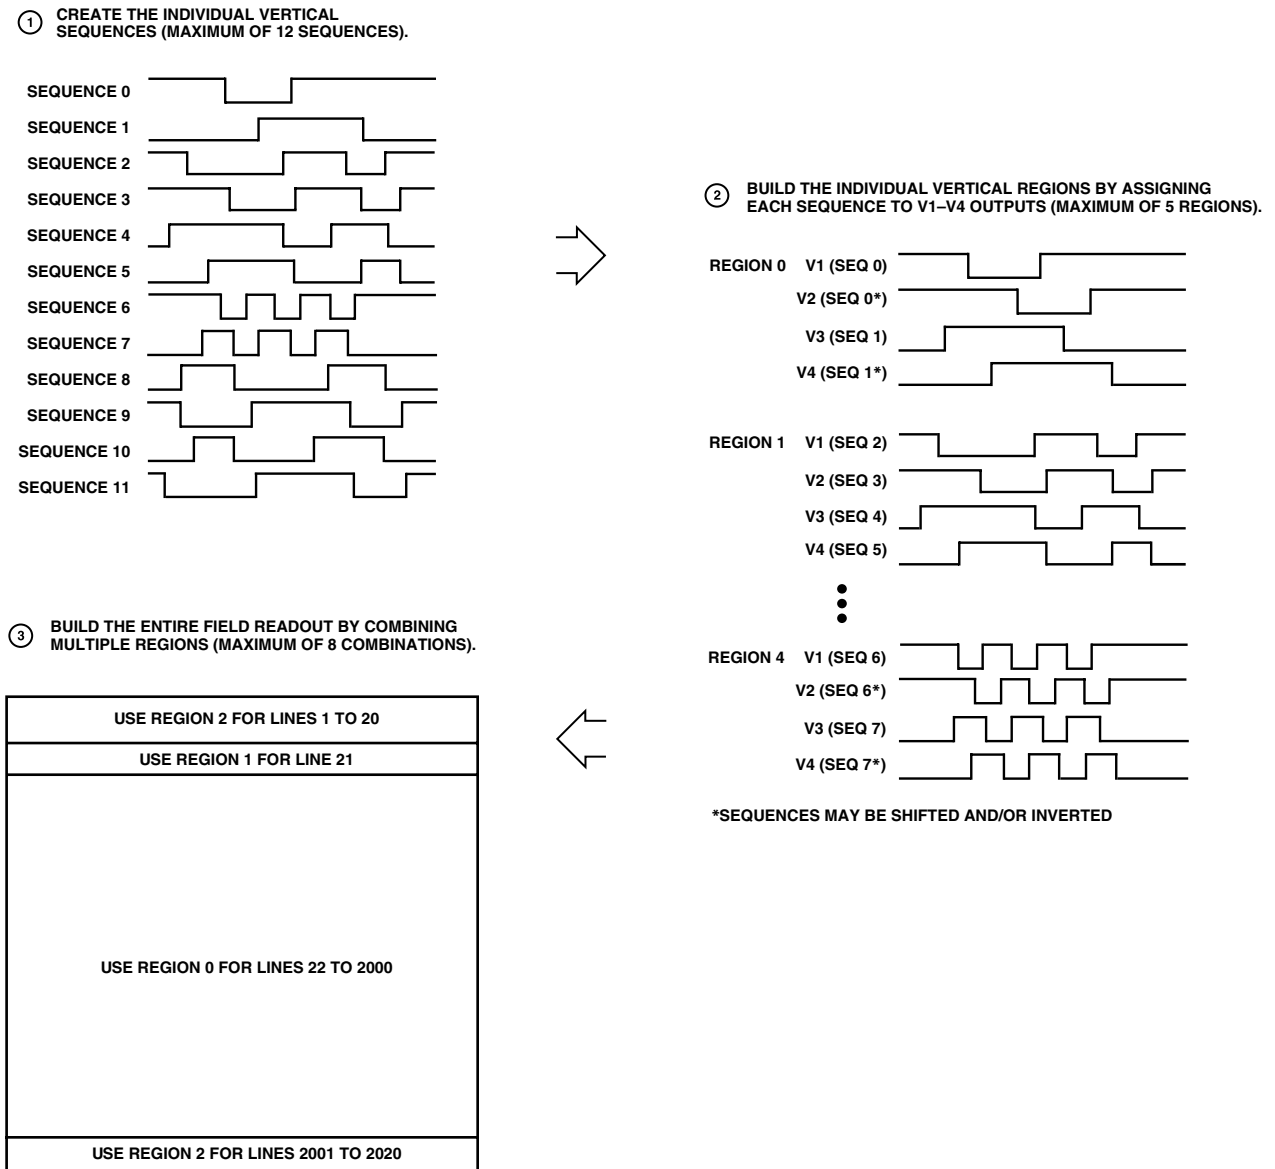 1 CREATE THE INDIVIDUAL VERTICAL
SEQUENCES (MAXIMUM OF 12 SEQUENCES).
SEQUENCE 0
SEQUENCE 1
SEQUENCE 2
SEQUENCE 3
SEQUENCE 4
SEQUENCE 5
SEQUENCE 6
SEQUENCE 7
SEQUENCE 8
SEQUENCE 9
SEQUENCE 10
SEQUENCE 11
2 BUILD THE INDIVIDUAL VERTICAL REGIONS BY ASSIGNING
EACH SEQUENCE TO V1–V4 OUTPUTS (MAXIMUM OF 5 REGIONS).
REGION 0 V1 (SEQ 0)
V2 (SEQ 0*)
V3 (SEQ 1)
V4 (SEQ 1*)
REGION 1 V1 (SEQ 2)
V2 (SEQ 3)
V3 (SEQ 4)
V4 (SEQ 5)
REGION 4 V1 (SEQ 6)
V2 (SEQ 6*)
V3 (SEQ 7)
V4 (SEQ 7*)
*SEQUENCES MAY BE SHIFTED AND/OR INVERTED
3 BUILD THE ENTIRE FIELD READOUT BY COMBINING
MULTIPLE REGIONS (MAXIMUM OF 8 COMBINATIONS).
USE REGION 2 FOR LINES 1 TO 20
USE REGION 1 FOR LINE 21
USE REGION 0 FOR LINES 22 TO 2000
USE REGION 2 FOR LINES 2001 TO 2020